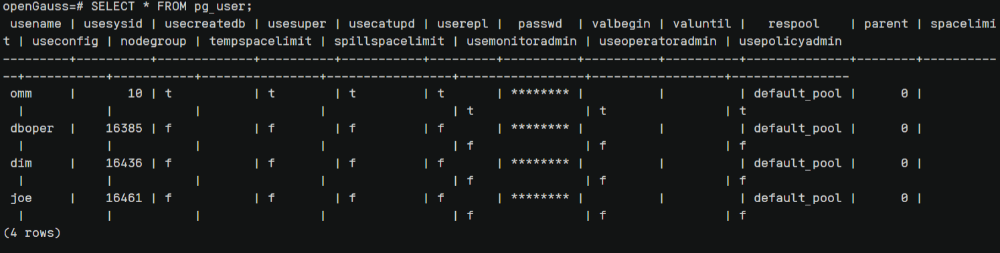 openGauss=# SELECT * FROM pg_user;
 usename | usesysid | usecreatedb | usesuper | usecatupd | userepl |  passwd  | valbegin | valuntil |   respool    | parent | spacelimi
t | useconfig | nodegroup | tempspacelimit | spillspacelimit | usemonitoradmin | useoperatoradmin | usepolicyadmin
---------+----------+-------------+----------+-----------+---------+----------+----------+----------+--------------+--------+----------
--+-----------+-----------+----------------+-----------------+-----------------+------------------+----------------
 omm     |       10 | t           | t        | t         | t       | ******** |          |          | default_pool |      0 |
  |           |           |                |                 | t               | t                | t
 dboper  |    16385 | f           | f        | f         | f       | ******** |          |          | default_pool |      0 |
  |           |           |                |                 | f               | f                | f
 dim     |    16436 | f           | f        | f         | f       | ******** |          |          | default_pool |      0 |
  |           |           |                |                 | f               | f                | f
 joe     |    16461 | f           | f        | f         | f       | ******** |          |          | default_pool |      0 |
  |           |           |                |                 | f               | f                | f
(4 rows)